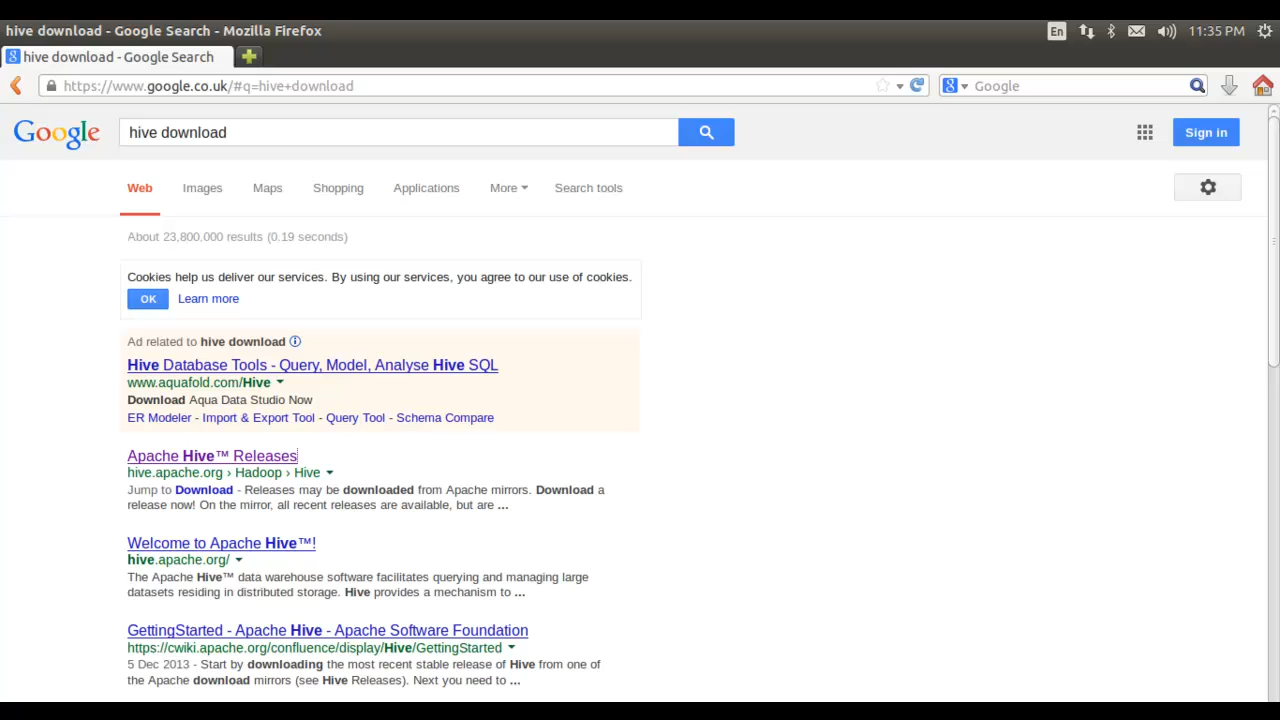 hive download - Google Search - Mozilla Firefox
En
11:35 PM
hive download - Google Search
https://www.google.co.uk/#q=hive+download
Google
Google
hive download
Sign in
Web Images Maps Shopping Applications More Search tools
About 23,800,000 results (0.19 seconds)
Cookies help us deliver our services. By using our services, you agree to our use of cookies.
OK Learn more
Ad related to hive download
Hive Database Tools - Query, Model, Analyse Hive SQL
www.aquafold.com/Hive
Download Aqua Data Studio Now
ER Modeler - Import & Export Tool - Query Tool - Schema Compare
Apache Hive™ Releases
hive.apache.org › Hadoop › Hive
Jump to Download - Releases may be downloaded from Apache mirrors. Download a
release now! On the mirror, all recent releases are available, but are ...
Welcome to Apache Hive™!
hive.apache.org/
The Apache Hive™ data warehouse software facilitates querying and managing large
datasets residing in distributed storage. Hive provides a mechanism to ...
GettingStarted - Apache Hive - Apache Software Foundation
https://cwiki.apache.org/confluence/display/Hive/GettingStarted
5 Dec 2013 - Start by downloading the most recent stable release of Hive from one of
the Apache download mirrors (see Hive Releases). Next you need to ...